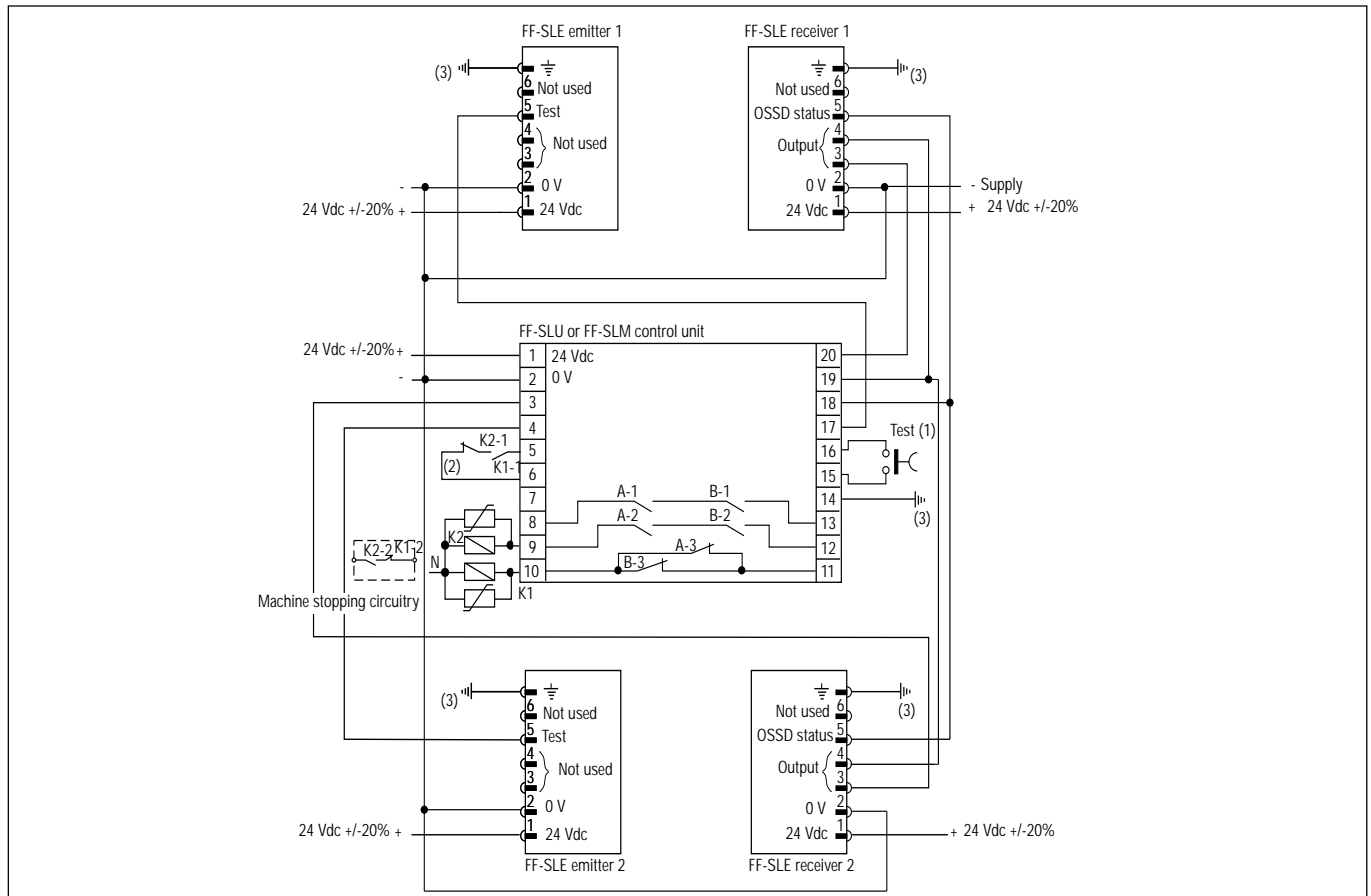 FF-SLE emitter 1
(3)
6
Not used
5
Test
4
Not used
3
2
0 V
-
1
24 Vdc
24 Vdc +/-20% +
FF-SLE receiver 1
(3)
6
Not used
5
OSSD status
4
Output
3
2
0 V
- Supply
1
24 Vdc
+ 24 Vdc +/-20%
FF-SLU or FF-SLM control unit
24 Vdc +/-20% +
1
24 Vdc
20
-
2
0 V
19
3
18
4
17
Test (1)
K2-1
5
16
(2)
K1-1
6
15
7
14
(3)
A-1
B-1
8
13
A-2
B-2
K2
9
12
A-3
K2-2
K1-2
N
B-3
10
11
K1
Machine stopping circuitry
(3)
6
Not used
5
Test
4
Not used
3
2
0 V
1
24 Vdc
24 Vdc +/-20% +
FF-SLE emitter 2
(3)
6
Not used
5
OSSD status
4
Output
3
2
0 V
1
24 Vdc
+ 24 Vdc +/-20%
FF-SLE receiver 2